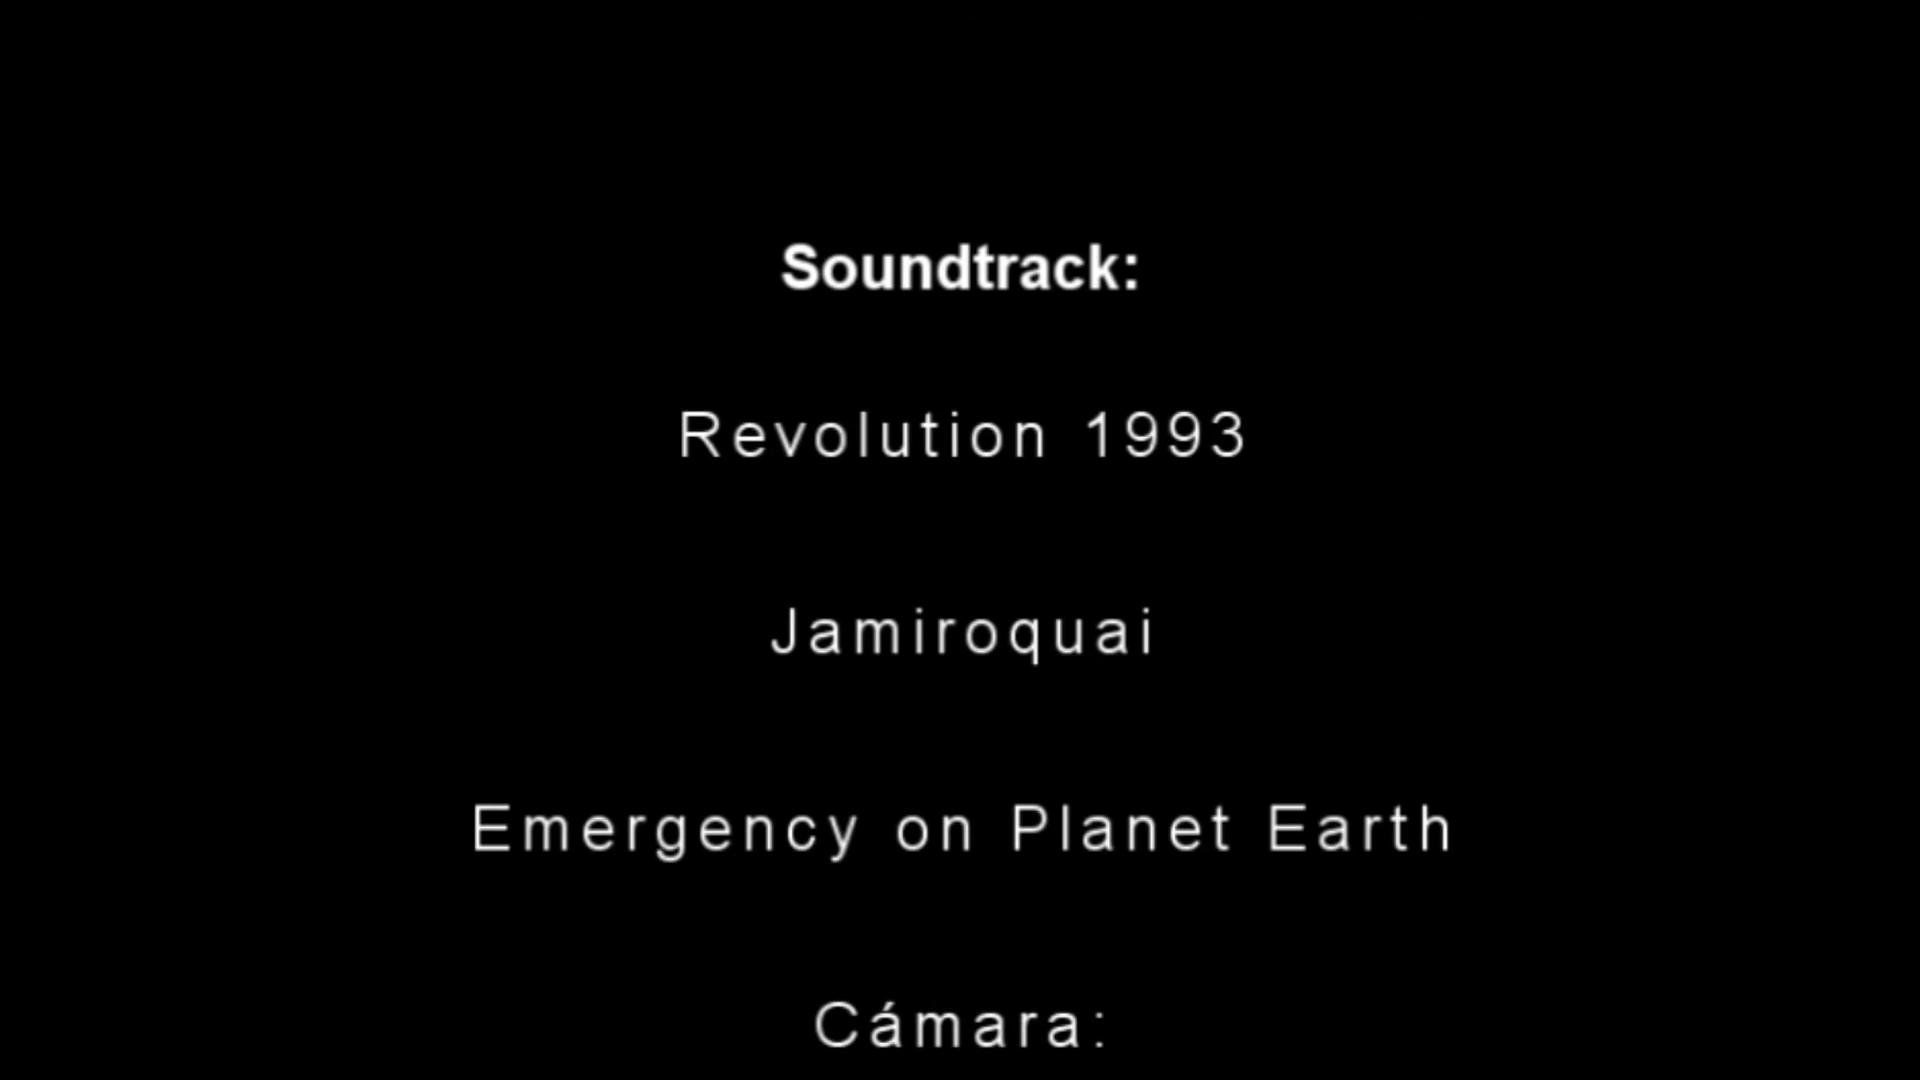 Soundtrack:
Revolution 1993
Jamiroquai
Emergency on Planet Earth
Cámara: